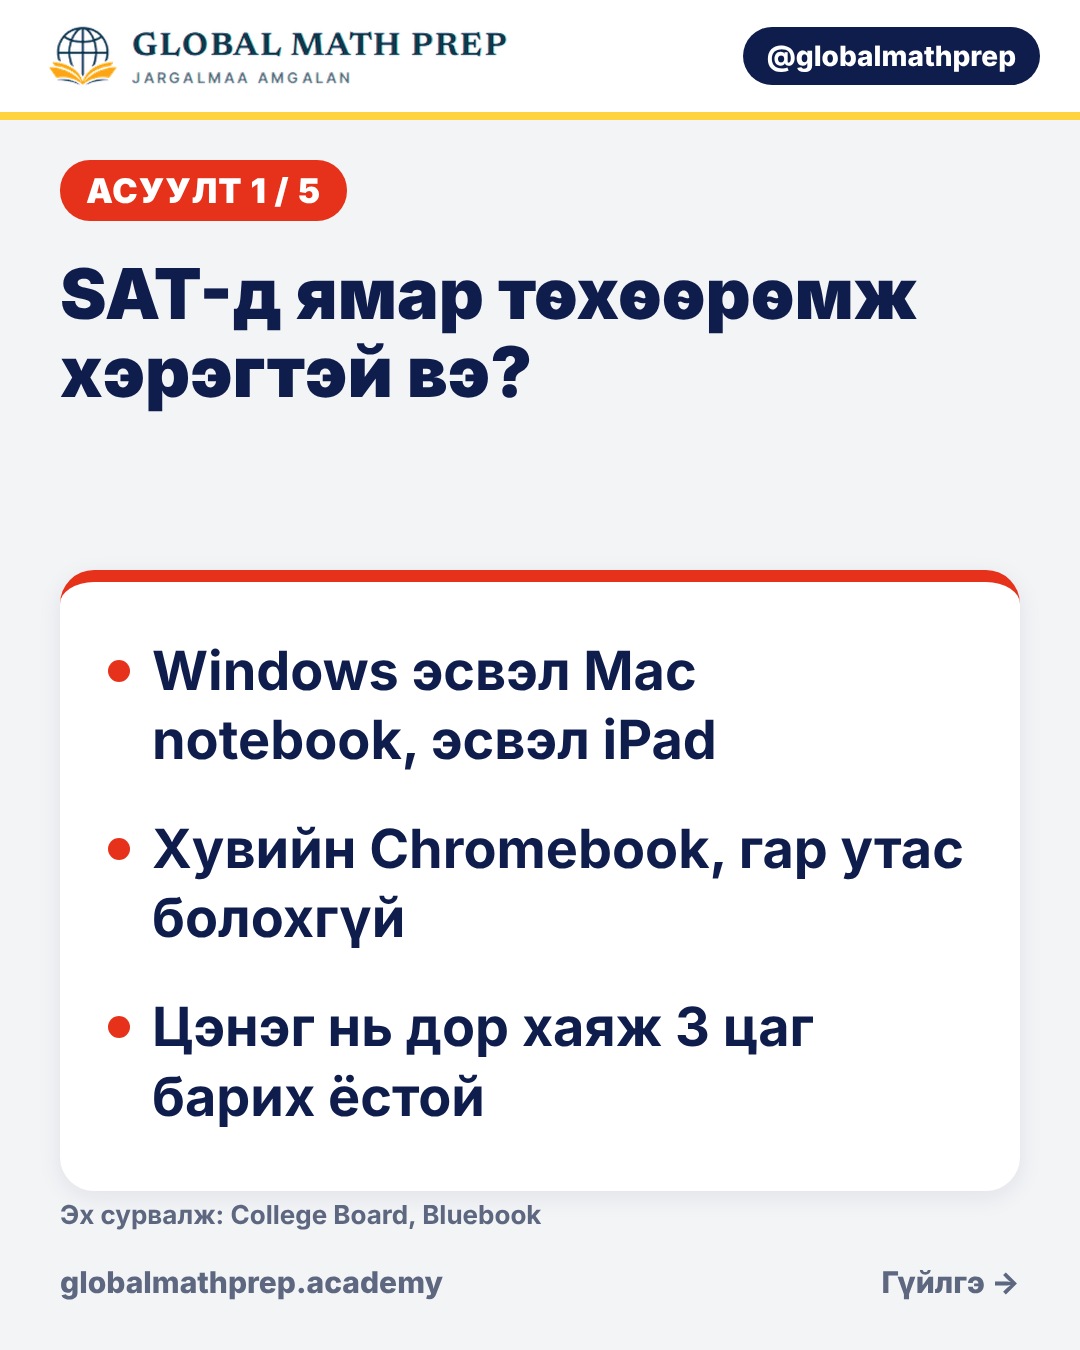 GLOBAL MATH PREP
JARGALMAA AMGALAN
@globalmathprep
АСУУЛТ 1 / 5
SAT-д ямар төхөөрөмж
хэрэгтэй вэ?
Windows эсвэл Mac
notebook, эсвэл iPad
Хувийн Chromebook, гар утас
болохгүй
Цэнэг нь дор хаяж 3 цаг
барих ёстой
Эх сурвалж: College Board, Bluebook
globalmathprep.academy
Гүйлгэ →